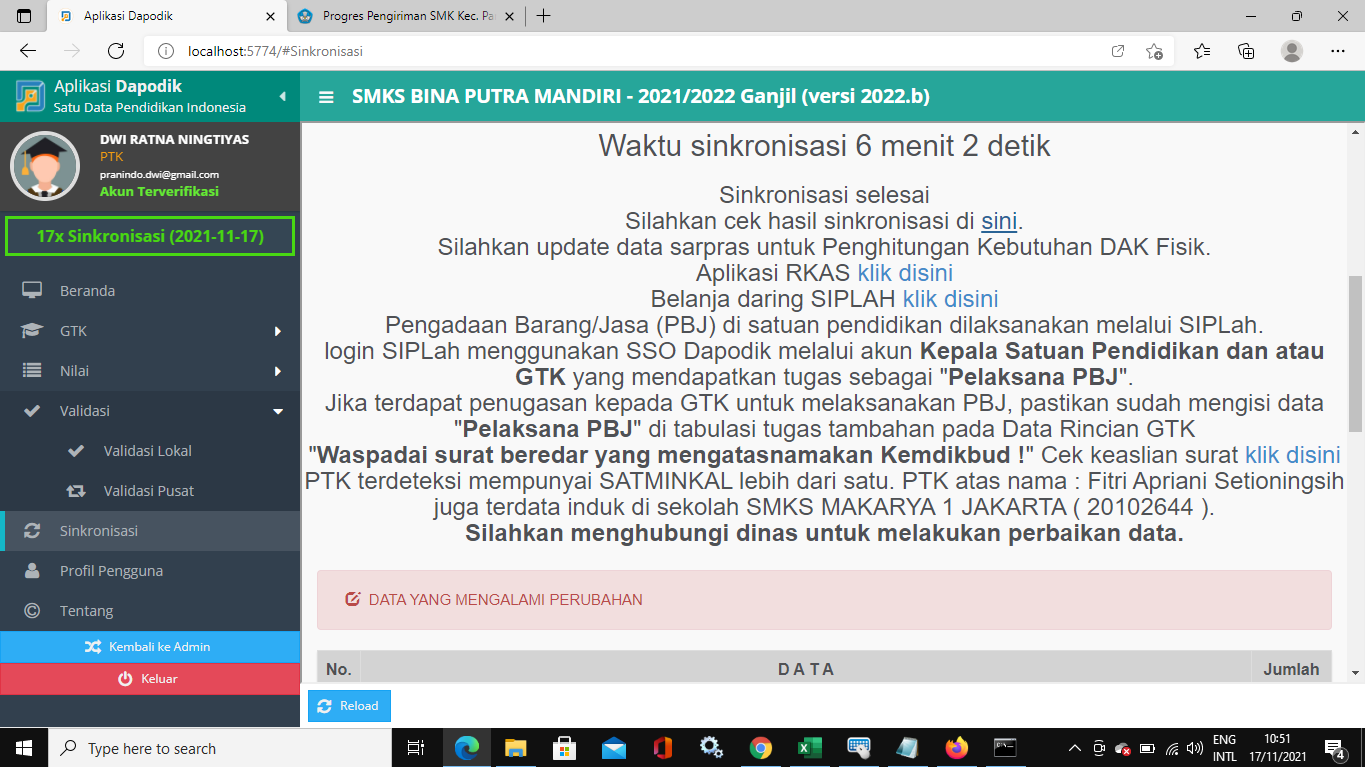 Aplikasi Dapodik
Progres Pengiriman SMK Kec. Pa
localhost:5774/#Sinkronisasi
Aplikasi Dapodik
Satu Data Pendidikan Indonesia
SMKS BINA PUTRA MANDIRI - 2021/2022 Ganjil (versi 2022.b)
DWI RATNA NINGTIYAS
PTK
pranindo.dwi@gmail.com
Akun Terverifikasi
17x Sinkronisasi (2021-11-17)
Beranda
GTK
Nilai
Validasi
Validasi Lokal
Validasi Pusat
Sinkronisasi
Profil Pengguna
Tentang
Kembali ke Admin
Keluar
Waktu sinkronisasi 6 menit 2 detik
Sinkronisasi selesai
Silahkan cek hasil sinkronisasi di sini.
Silahkan update data sarpras untuk Penghitungan Kebutuhan DAK Fisik.
Aplikasi RKAS klik disini
Belanja daring SIPLAH klik disini
Pengadaan Barang/Jasa (PBJ) di satuan pendidikan dilaksanakan melalui SIPLah.
login SIPLah menggunakan SSO Dapodik melalui akun Kepala Satuan Pendidikan dan atau
GTK yang mendapatkan tugas sebagai "Pelaksana PBJ".
Jika terdapat penugasan kepada GTK untuk melaksanakan PBJ, pastikan sudah mengisi data
"Pelaksana PBJ" di tabulasi tugas tambahan pada Data Rincian GTK
"Waspadai surat beredar yang mengatasnamakan Kemdikbud !" Cek keaslian surat klik disini
PTK terdeteksi mempunyai SATMINKAL lebih dari satu. PTK atas nama : Fitri Apriani Setioningsih
juga terdata induk di sekolah SMKS MAKARYA 1 JAKARTA ( 20102644 ).
Silahkan menghubungi dinas untuk melakukan perbaikan data.
DATA YANG MENGALAMI PERUBAHAN
No. D A T A Jumlah
Reload
Type here to search
ENG
INTL
10:51
17/11/2021
4